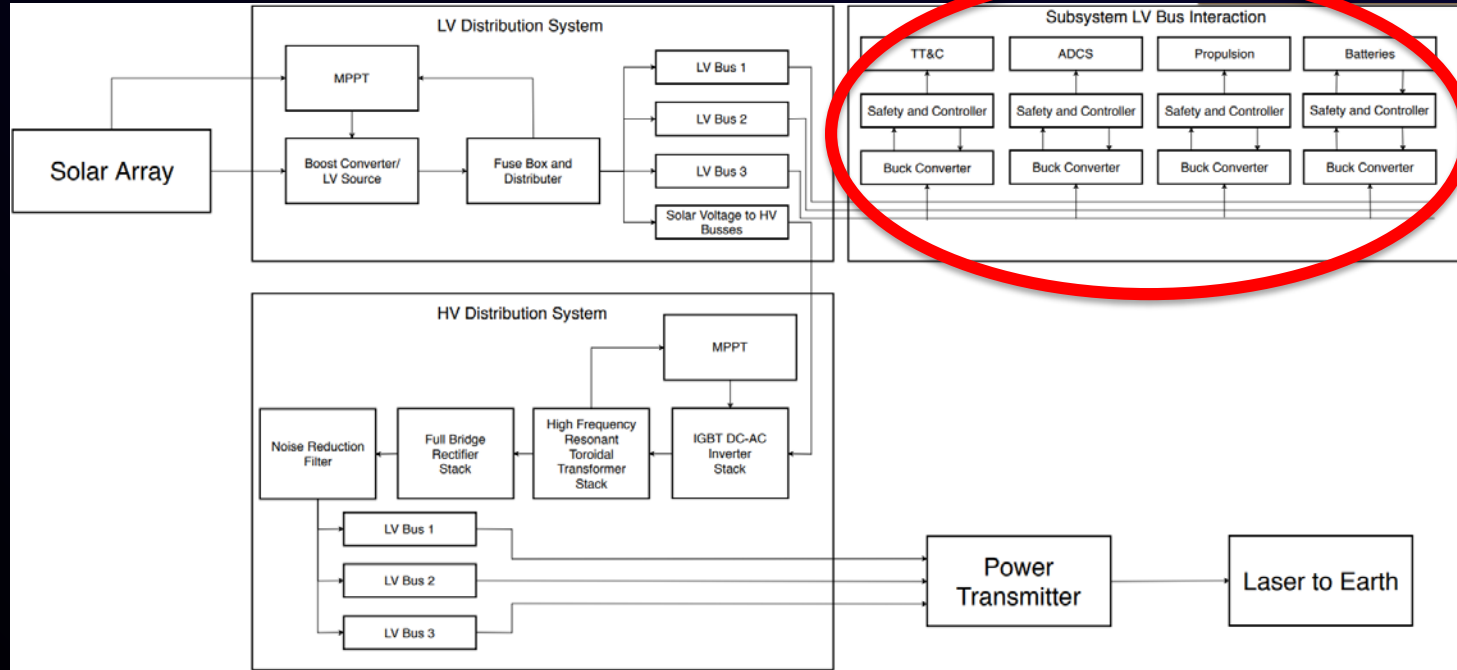 LV Distribution System
Subsystem LV Bus Interaction
Solar Array
MPPT
Boost Converter/
LV Source
Fuse Box and
Distributer
LV Bus 1
LV Bus 2
LV Bus 3
Solar Voltage to HV
Busses
TT&C
ADCS
Propulsion
Batteries
Safety and Controller
Safety and Controller
Safety and Controller
Safety and Controller
Buck Converter
Buck Converter
Buck Converter
Buck Converter
HV Distribution System
MPPT
Noise Reduction
Filter
Full Bridge
Rectifier
Stack
High Frequency
Resonant
Toroidal
Transformer
Stack
IGBT DC-AC
Inverter
Stack
LV Bus 1
LV Bus 2
LV Bus 3
Power
Transmitter
Laser to Earth